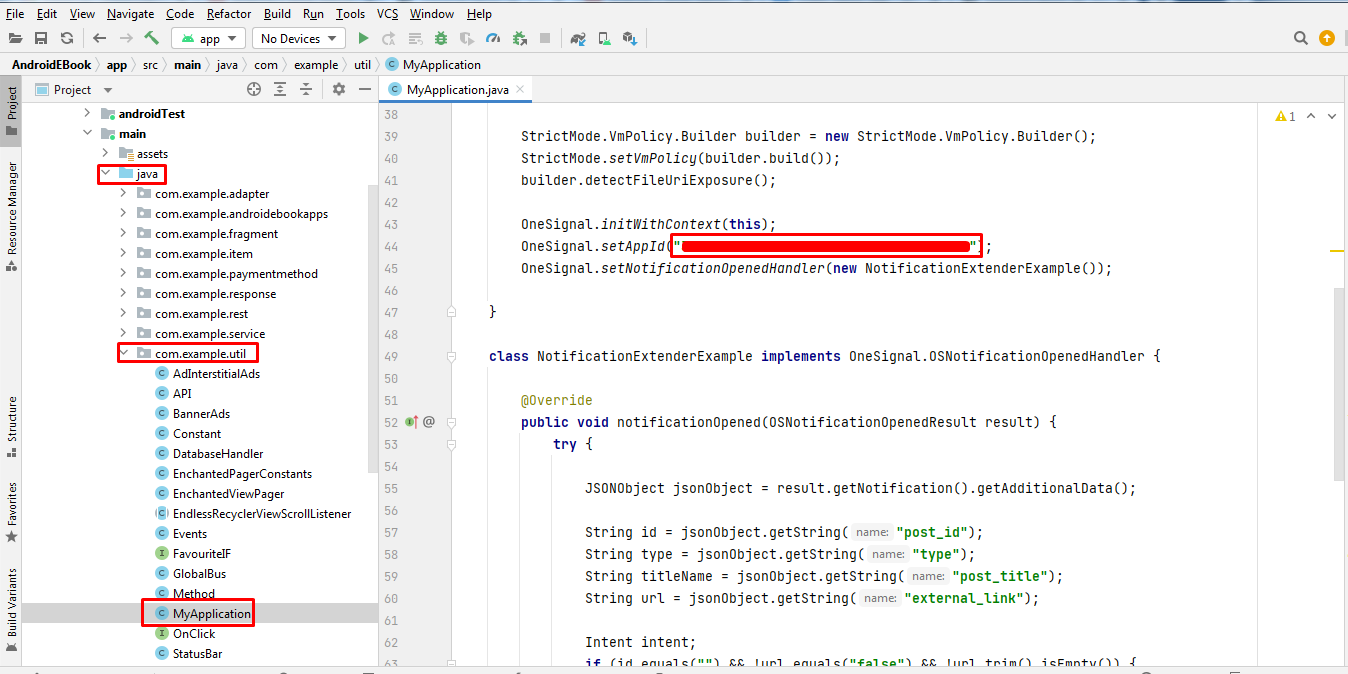 File Edit View Navigate Code Refactor Build Run Tools VCS Window Help
app No Devices
AndroidEBook app src main java com example util MyApplication
Project
MyApplication.java
Project
Resource Manager
Structure
Favorites
Build Variants
androidTest
main
assets
java
com.example.adapter
com.example.androidebookapps
com.example.fragment
com.example.item
com.example.paymentmethod
com.example.response
com.example.rest
com.example.service
com.example.util
AdInterstitialAds
API
BannerAds
Constant
DatabaseHandler
EnchantedPagerConstants
EnchantedViewPager
EndlessRecyclerViewScrollListener
Events
FavouriteIF
GlobalBus
Method
MyApplication
OnClick
StatusBar
1
38
39 StrictMode.VmPolicy.Builder builder = new StrictMode.VmPolicy.Builder();
40 StrictMode.setVmPolicy(builder.build());
41 builder.detectFileUriExposure();
42
43 OneSignal.initWithContext(this);
44 OneSignal.setAppId("");
45 OneSignal.setNotificationOpenedHandler(new NotificationExtenderExample());
46
47 }
48
49 class NotificationExtenderExample implements OneSignal.OSNotificationOpenedHandler {
50
51 @Override
52 public void notificationOpened(OSNotificationOpenedResult result) {
53 try {
54
55 JSONObject jsonObject = result.getNotification().getAdditionalData();
56
57 String id = jsonObject.getString( name: "post_id");
58 String type = jsonObject.getString( name: "type");
59 String titleName = jsonObject.getString( name: "post_title");
60 String url = jsonObject.getString( name: "external_link");
61
62 Intent intent;
63 if (id.equals("") && !url.equals("false") && !url.trim().isEmpty()) {